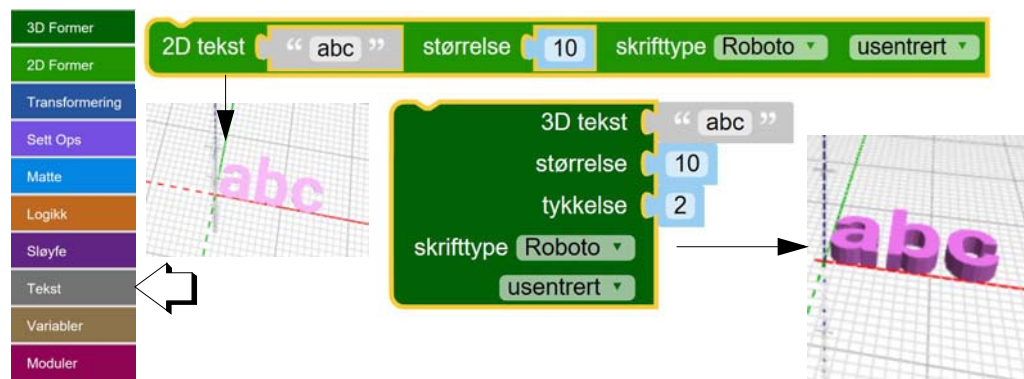 3D Former
2D Former
Transformering
Sett Ops
Matte
Logikk
Sløyfe
Tekst
Variabler
Moduler
2D tekst “ abc ” størrelse 10 skrifttype Roboto usentrert
abc
3D tekst “ abc ”
størrelse 10
tykkelse 2
skrifttype Roboto
usentrert
abc